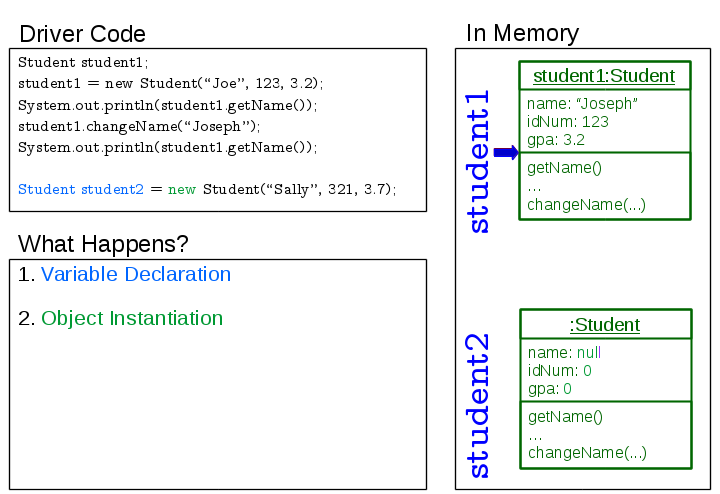 Driver Code
Student student1;
student1 = new Student(“Joe”, 123, 3.2);
System.out.println(student1.getName());
student1.changeName(“Joseph”);
System.out.println(student1.getName());
Student student2 = new Student(“Sally”, 321, 3.7);
What Happens?
1. Variable Declaration
2. Object Instantiation
In Memory
student1
student1:Student
name: “Joseph”
idNum: 123
gpa: 3.2
getName()
...
changeName(...)
student2
:Student
name: null
idNum: 0
gpa: 0
getName()
...
changeName(...)